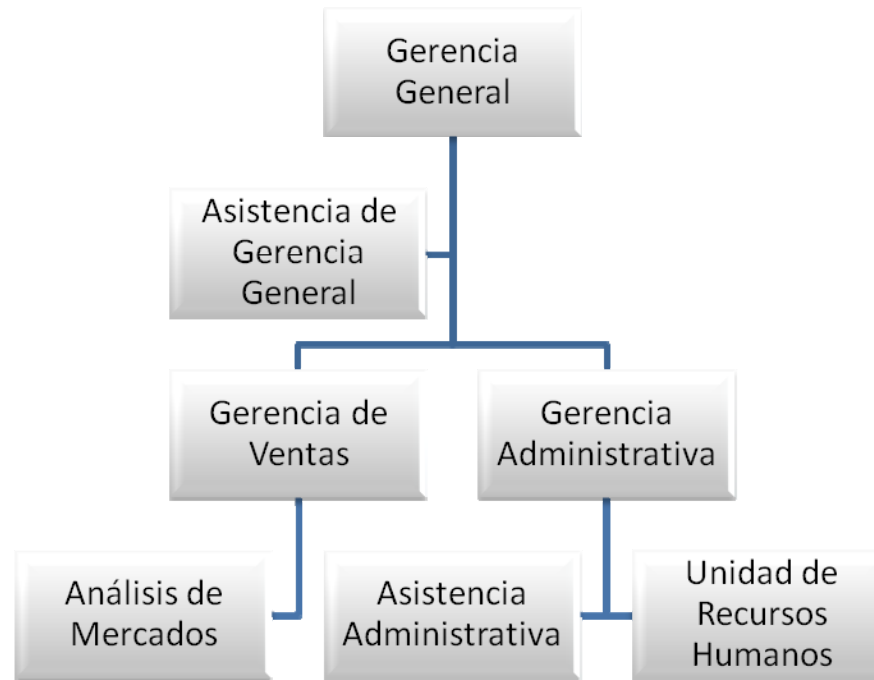 Gerencia
General
Asistencia de
Gerencia
General
Gerencia de
Ventas
Gerencia
Administrativa
Análisis de
Mercados
Asistencia
Administrativa
Unidad de
Recursos
Humanos